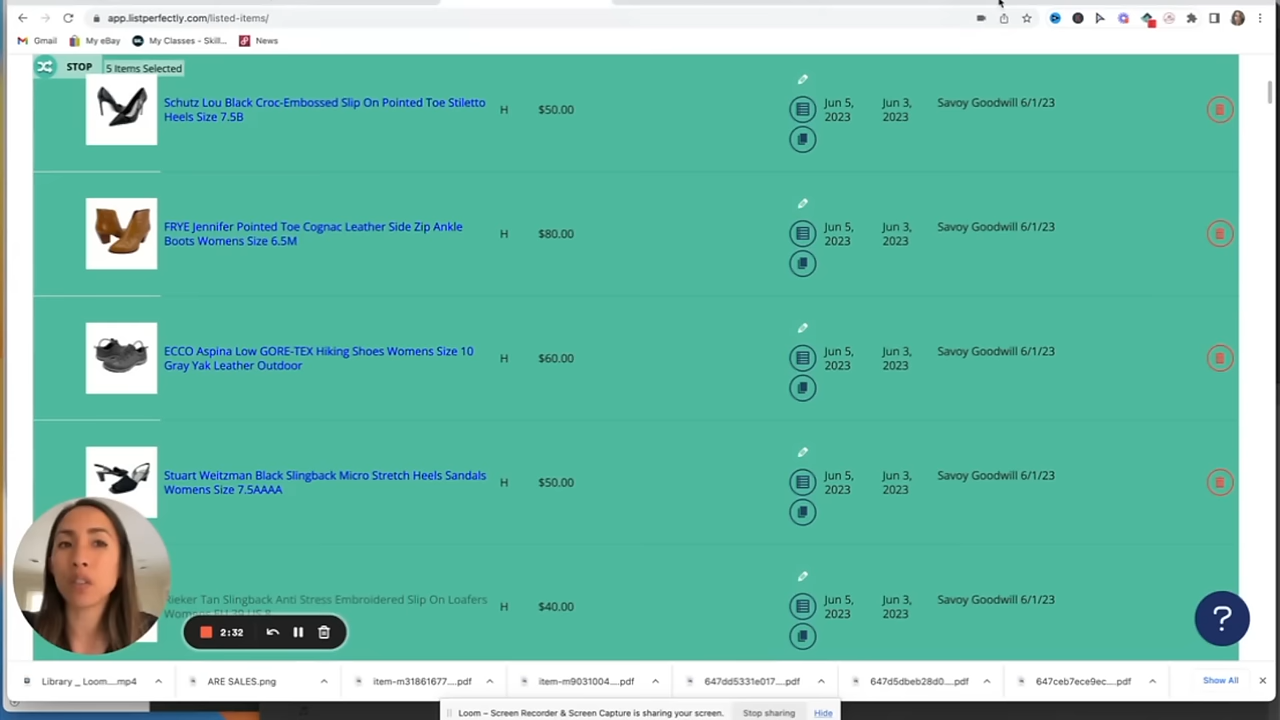 app.listperfectly.com/listed-items/
Gmail
My eBay
My Classes - Skill...
News
STOP
5 Items Selected
Schutz Lou Black Croc-Embossed Slip On Pointed Toe Stiletto
Heels Size 7.5B
H
$50.00
Jun 5,
2023
Jun 3,
2023
Savoy Goodwill 6/1/23
FRYE Jennifer Pointed Toe Cognac Leather Side Zip Ankle
Boots Womens Size 6.5M
H
$80.00
Jun 5,
2023
Jun 3,
2023
Savoy Goodwill 6/1/23
ECCO Aspina Low GORE-TEX Hiking Shoes Womens Size 10
Gray Yak Leather Outdoor
H
$60.00
Jun 5,
2023
Jun 3,
2023
Savoy Goodwill 6/1/23
Stuart Weitzman Black Slingback Micro Stretch Heels Sandals
Womens Size 7.5AAAA
H
$50.00
Jun 5,
2023
Jun 3,
2023
Savoy Goodwill 6/1/23
Rieker Tan Slingback Anti Stress Embroidered Slip On Loafers
Womens EU 39 US 8
H
$40.00
Jun 5,
2023
Jun 3,
2023
Savoy Goodwill 6/1/23
2:32
?
Library _ Loom....mp4
ARE SALES.png
item-m31861677....pdf
item-m9031004....pdf
647dd5331e017....pdf
647d5dbeb28d0....pdf
647ceb7ece9ec....pdf
Show All
Loom – Screen Recorder & Screen Capture is sharing your screen.
Stop sharing
Hide